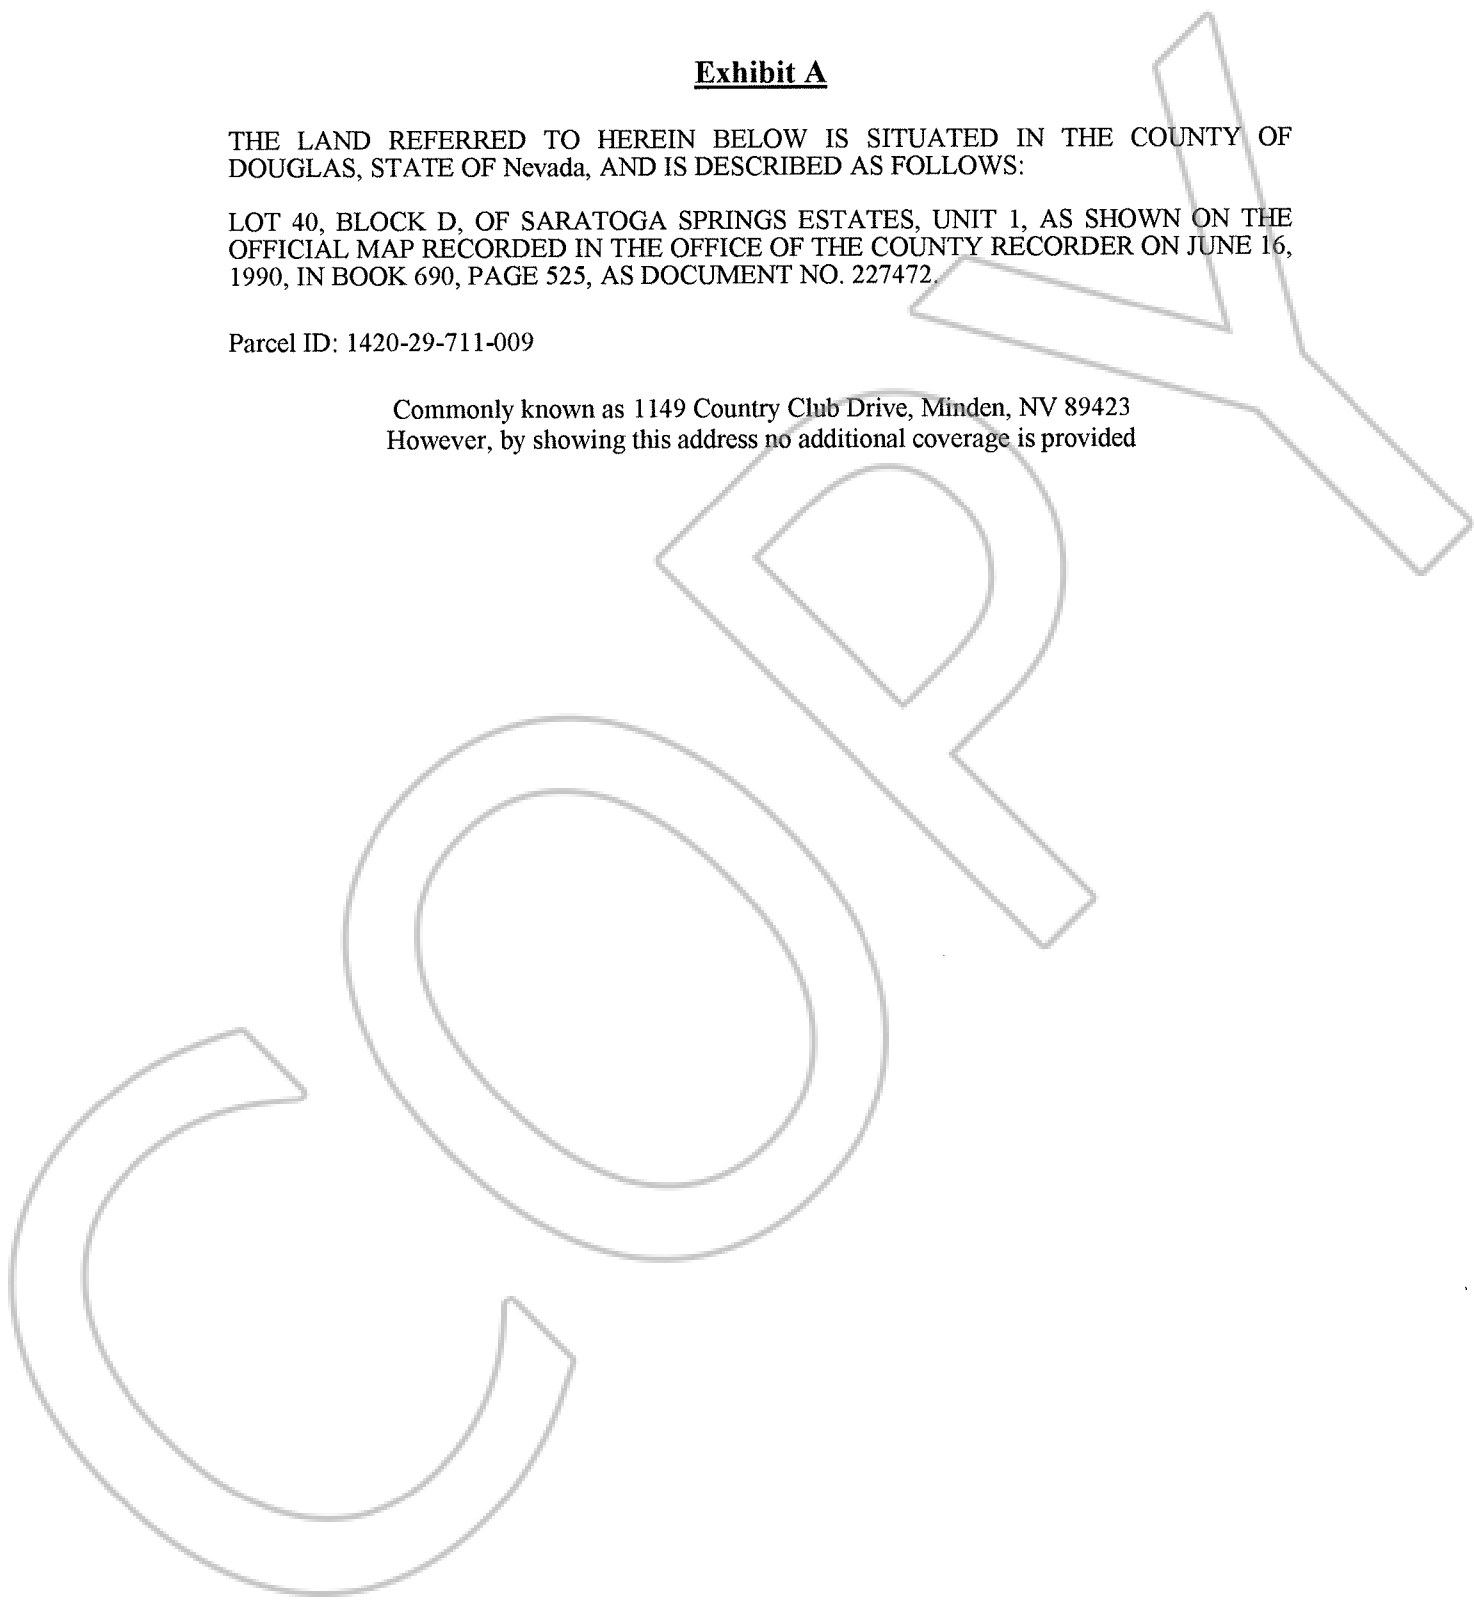 Exhibit A
THE LAND REFERRED TO HEREIN BELOW IS SITUATED IN THE COUNTY OF
DOUGLAS, STATE OF Nevada, AND IS DESCRIBED AS FOLLOWS:
LOT 40, BLOCK D, OF SARATOGA SPRINGS ESTATES, UNIT 1, AS SHOWN ON THE
OFFICIAL MAP RECORDED IN THE OFFICE OF THE COUNTY RECORDER ON JUNE 16,
1990, IN BOOK 690, PAGE 525, AS DOCUMENT NO. 227472.
Parcel ID: 1420-29-711-009
Commonly known as 1149 Country Club Drive, Minden, NV 89423
However, by showing this address no additional coverage is provided
COPY